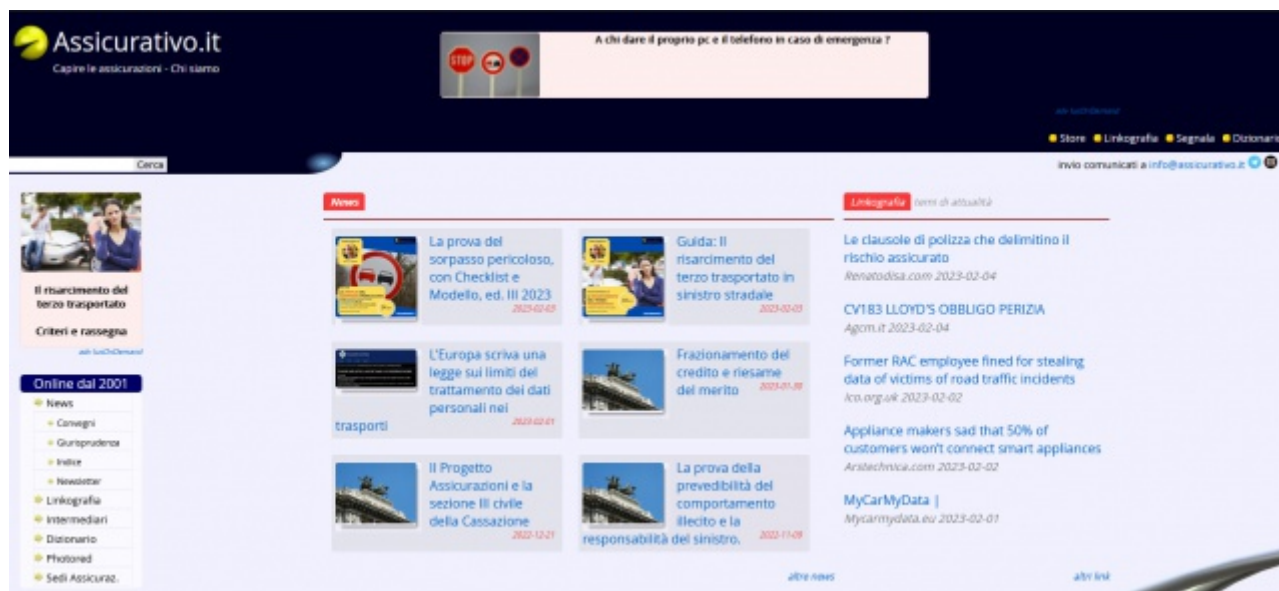 Assicurativo.it
Capire le assicurazioni - Chi siamo
STOP
A chi dare il proprio pc e il telefono in caso di emergenza ?
adv IusOnDemand
Store Linkografia Segnala Dizionario
Cerca
invio comunicati a info@assicurativo.it
Il risarcimento del
terzo trasportato
Criteri e rassegna
adv IusOnDemand
Online dal 2001
News
Convegni
Giurisprudenza
Indice
Newsletter
Linkografia
Intermediari
Dizionario
Photored
Sedi Assicuraz.
News
La prova del
sorpasso pericoloso,
con Checklist e
Modello, ed. III 2023
2023-02-03
Guida: Il
risarcimento del
terzo trasportato in
sinistro stradale
2023-02-03
L'Europa scriva una
legge sui limiti del
trattamento dei dati
personali nei
trasporti
2023-02-01
Frazionamento del
credito e riesame
del merito
2023-01-30
Il Progetto
Assicurazioni e la
sezione III civile
della Cassazione
2022-12-21
La prova della
prevedibilità del
comportamento
illecito e la
responsabilità del sinistro.
2022-11-09
altre news
Linkografia temi di attualità
Le clausole di polizza che delimitino il
rischio assicurato
Renatodisa.com 2023-02-04
CV183 LLOYD'S OBBLIGO PERIZIA
Agcm.it 2023-02-04
Former RAC employee fined for stealing
data of victims of road traffic incidents
Ico.org.uk 2023-02-02
Appliance makers sad that 50% of
customers won't connect smart appliances
Arstechnica.com 2023-02-02
MyCarMyData |
Mycarmydata.eu 2023-02-01
altri link